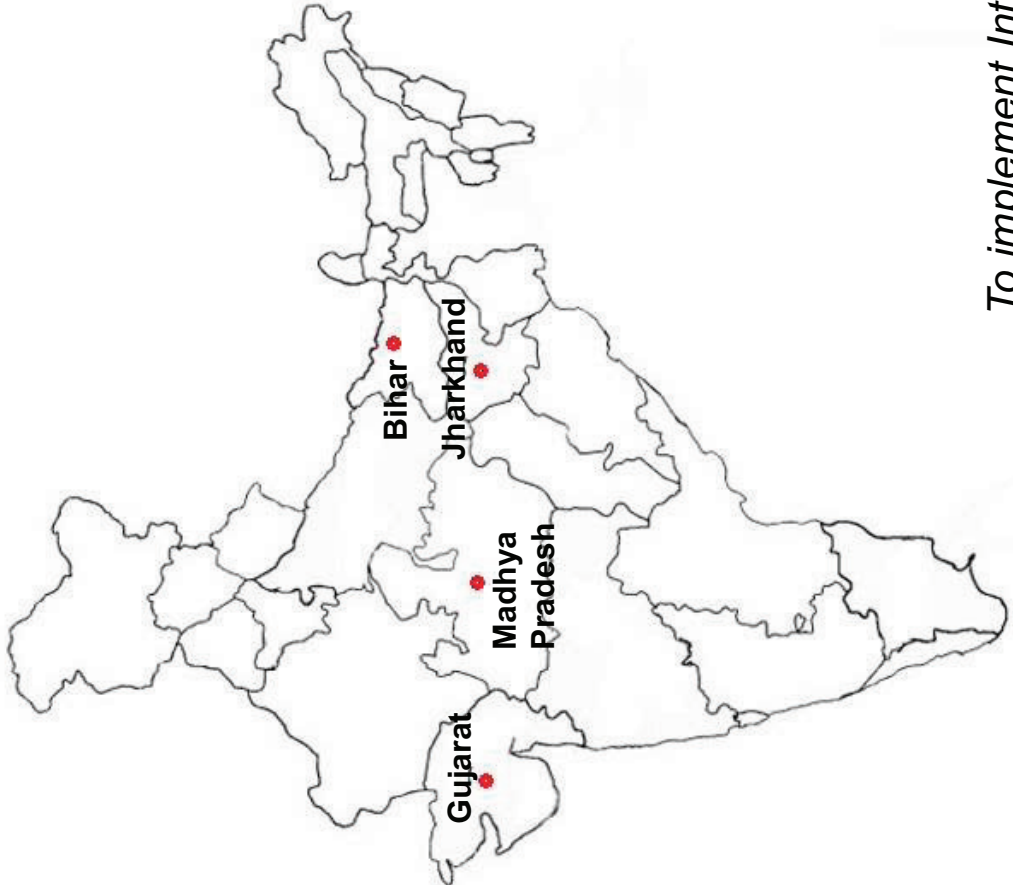 Bihar
Jharkhand
Madhya
Pradesh
Gujarat
To implement Int